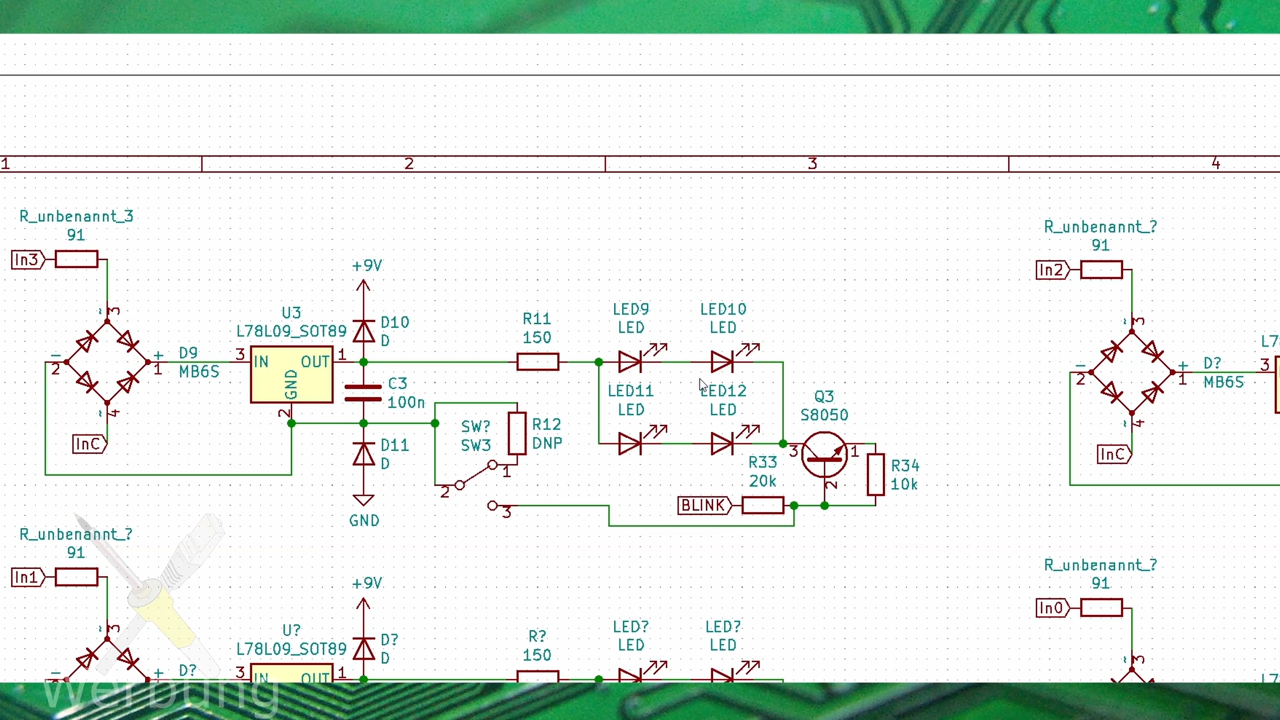 1 2 3 4
R_unbenannt_3
91
In3
3
~
-
2
+
1
D9
MB6S
~
4
InC
U3
L78L09_SOT89
3 IN OUT 1
GND
2
+9V
D10
D
C3
100n
D11
D
GND
R11
150
SW?
SW3
2
1
3
R12
DNP
LED9
LED
LED10
LED
LED11
LED
LED12
LED
Q3
S8050
3
1
2
R33
20k
BLINK
R34
10k
R_unbenannt_?
91
In2
3
~
-
2
+
1
D?
MB6S
~
4
InC
L7
3
R_unbenannt_?
91
In1
3
~
-
+
D?
U?
L78L09_SOT89
3 IN OUT 1
+9V
D?
D
R?
150
LED?
LED
LED?
LED
R_unbenannt_?
91
In0
3
~
L7
werbung